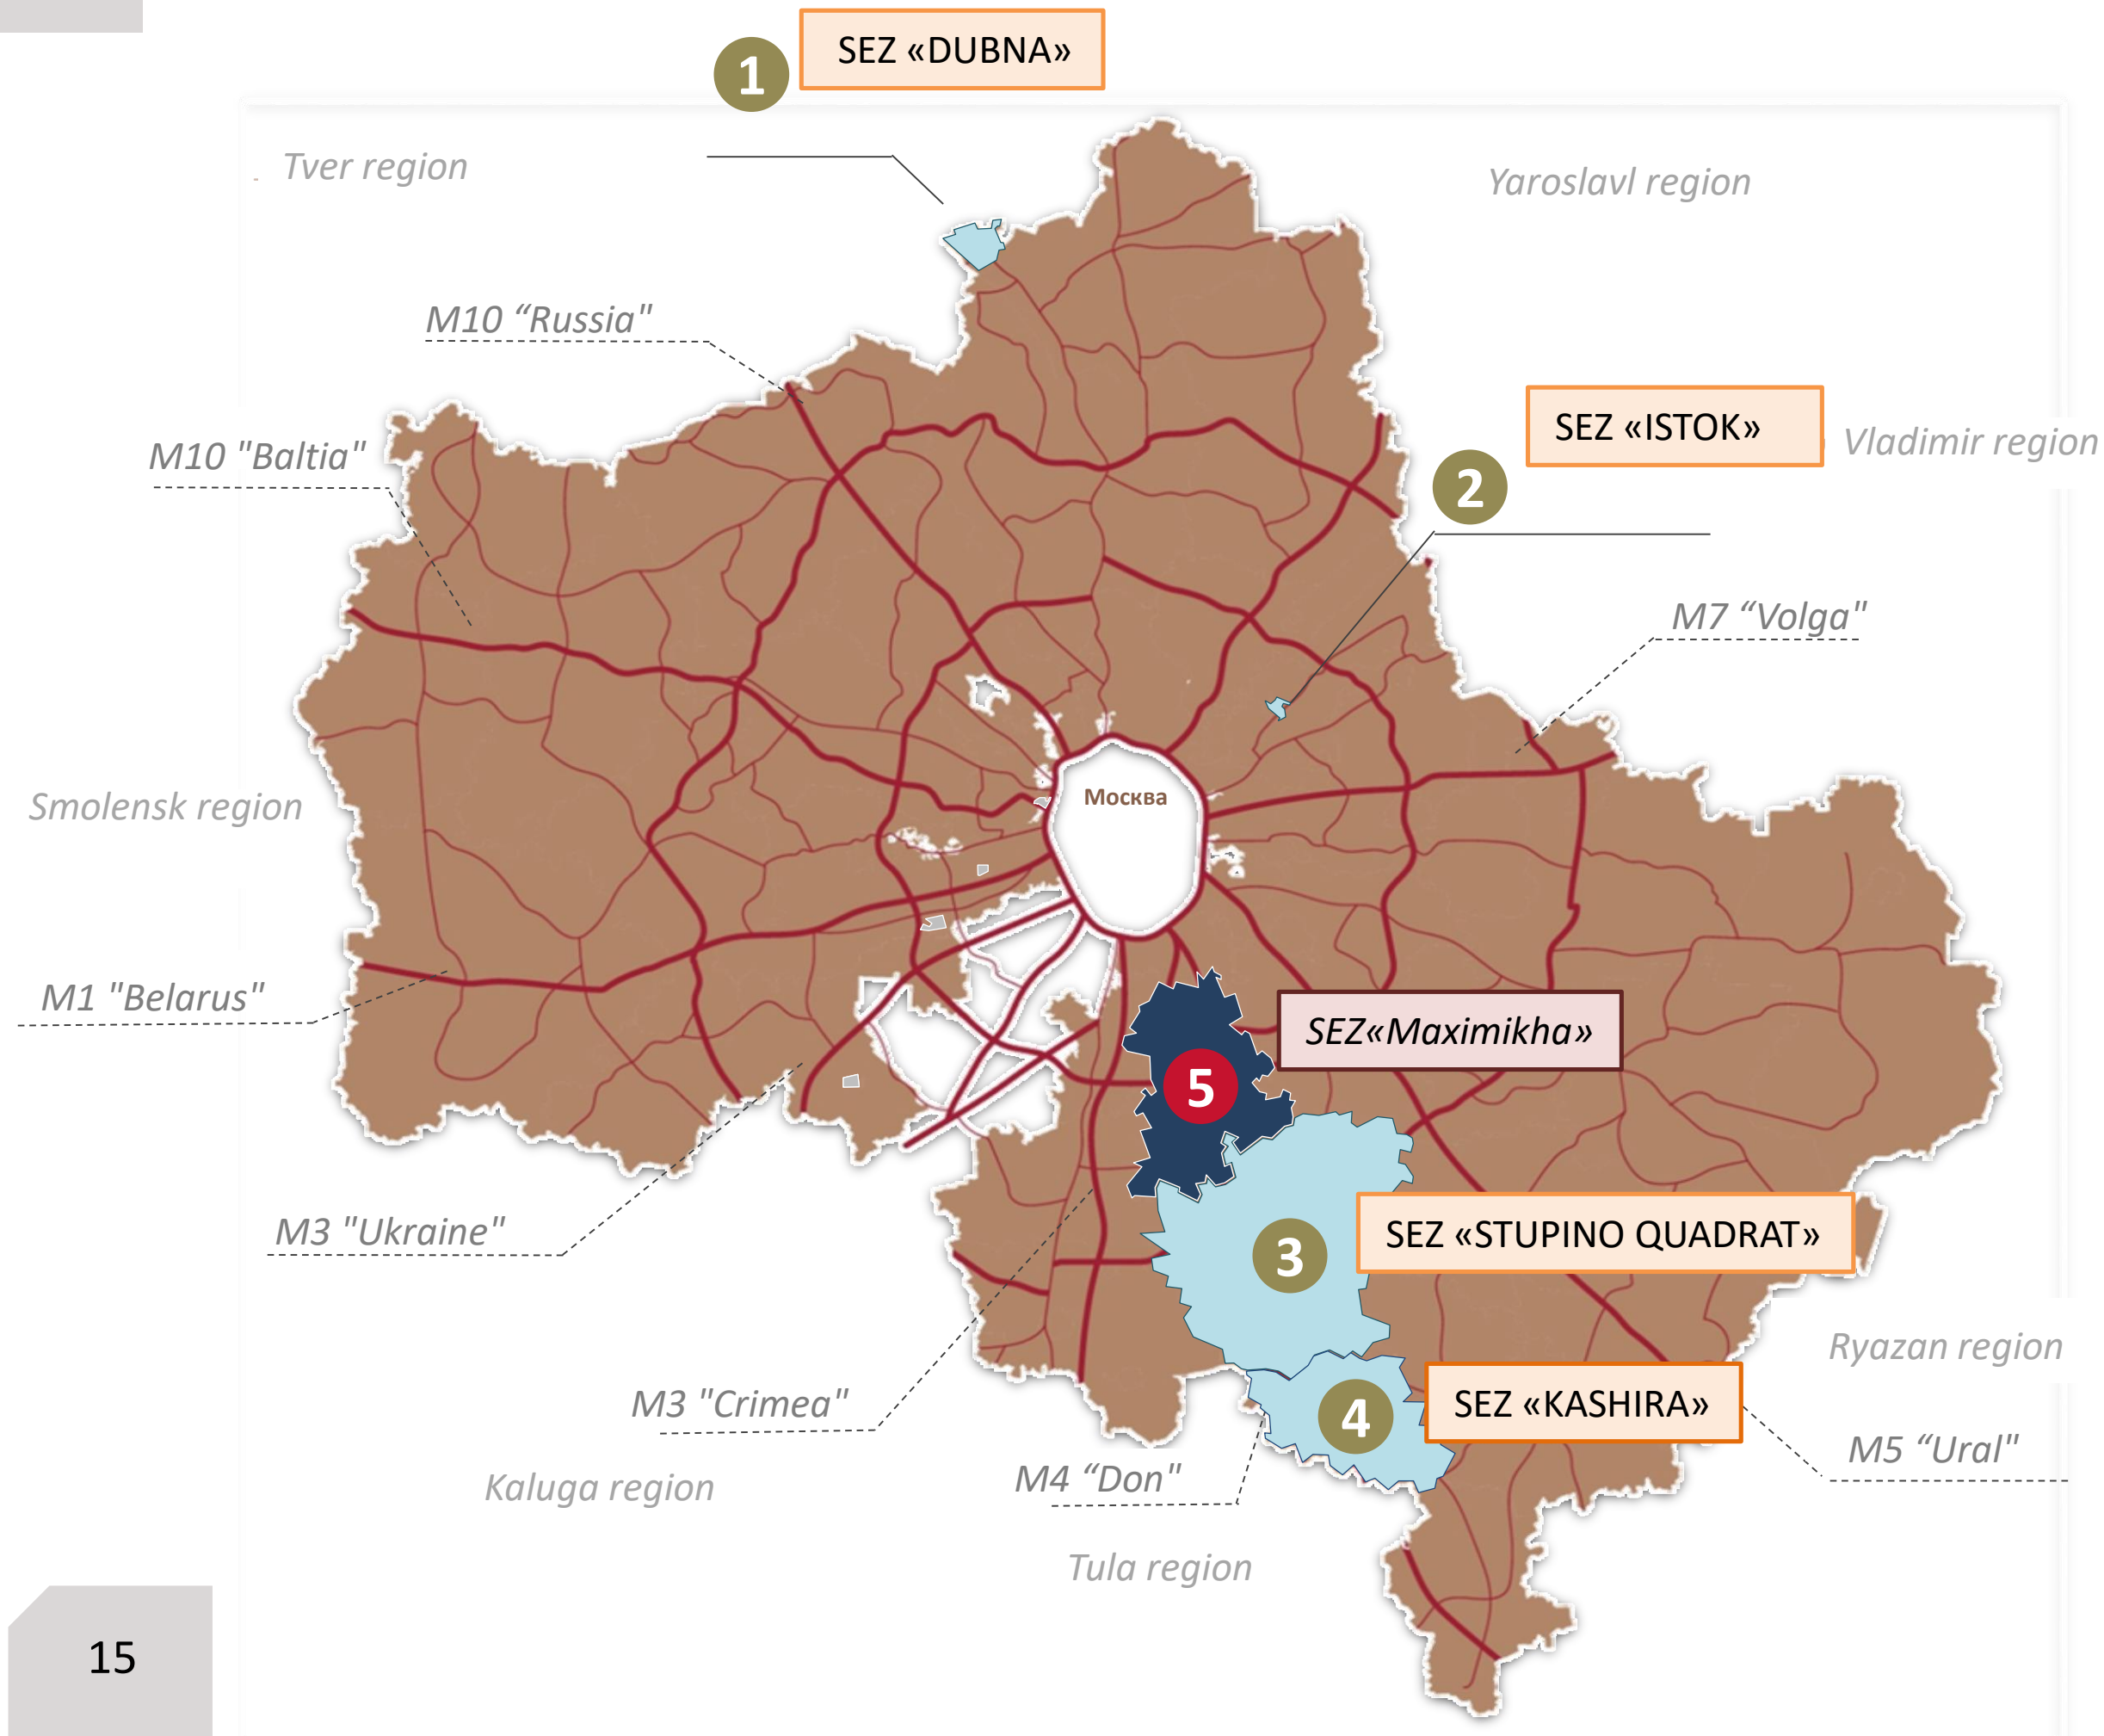 SEZ «DUBNA»
1
- Tver region
Yaroslavl region
M10 “Russia"
SEZ «ISTOK»
M10 "Baltia"
Vladimir region
2
M7 “Volga"
Москва
Smolensk region
M1 "Belarus"
SEZ«Maximikha»
5
M3 "Ukraine"
SEZ «STUPINO QUADRAT»
3
Ryazan region
M3 "Crimea"
SEZ «KASHIRA»
4
M5 “Ural"
Kaluga region
M4 “Don"
Tula region
15